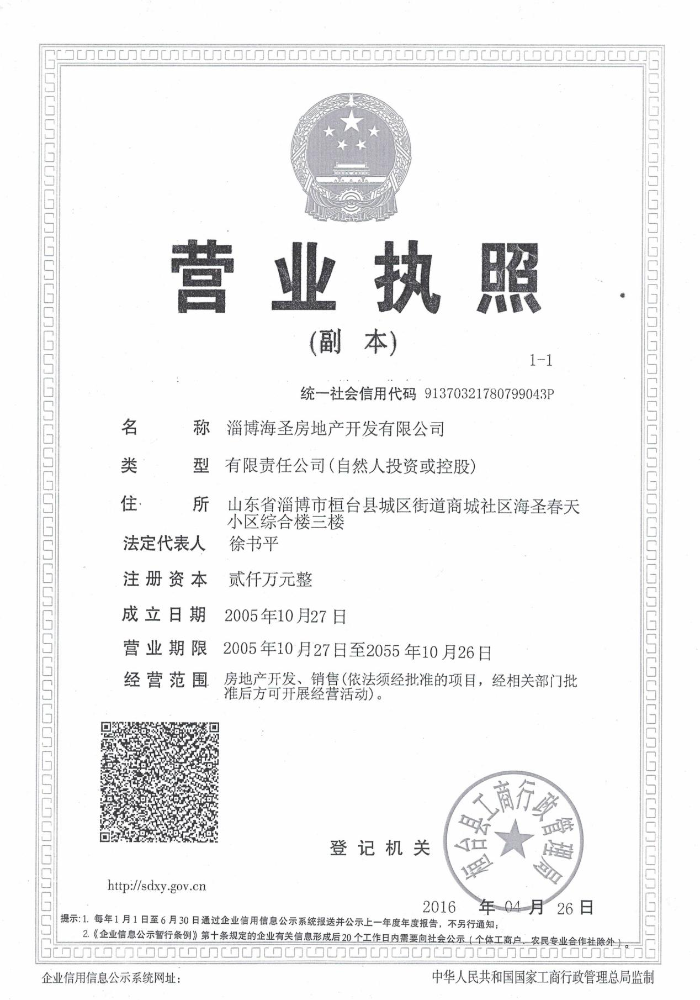 营业执照
(副 本)
1-1
统一社会信用代码 91370321780799043P
名 称 淄博海圣房地产开发有限公司
类 型 有限责任公司(自然人投资或控股)
住 所 山东省淄博市桓台县城区街道商城社区海圣春天
小区综合楼三楼
法定代表人 徐书平
注册资本 贰仟万元整
成立日期 2005年10月27日
营业期限 2005年10月27日至2055年10月26日
经营范围 房地产开发、销售(依法须经批准的项目，经相关部门批
准后方可开展经营活动)。
登记机关
台县工商行政管理局
http://sdxy.gov.cn
2016 年 04 月 26 日
提示:1. 每年1月1日至6月30日通过企业信用信息公示系统报送并公示上一年度年度报告，不另行通知;
2.《企业信息公示暂行条例》第十条规定的企业有关信息形成后20个工作日内需要向社会公示（个体工商户、农民专业合作社除外）。
企业信用信息公示系统网址:
中华人民共和国国家工商行政管理总局监制